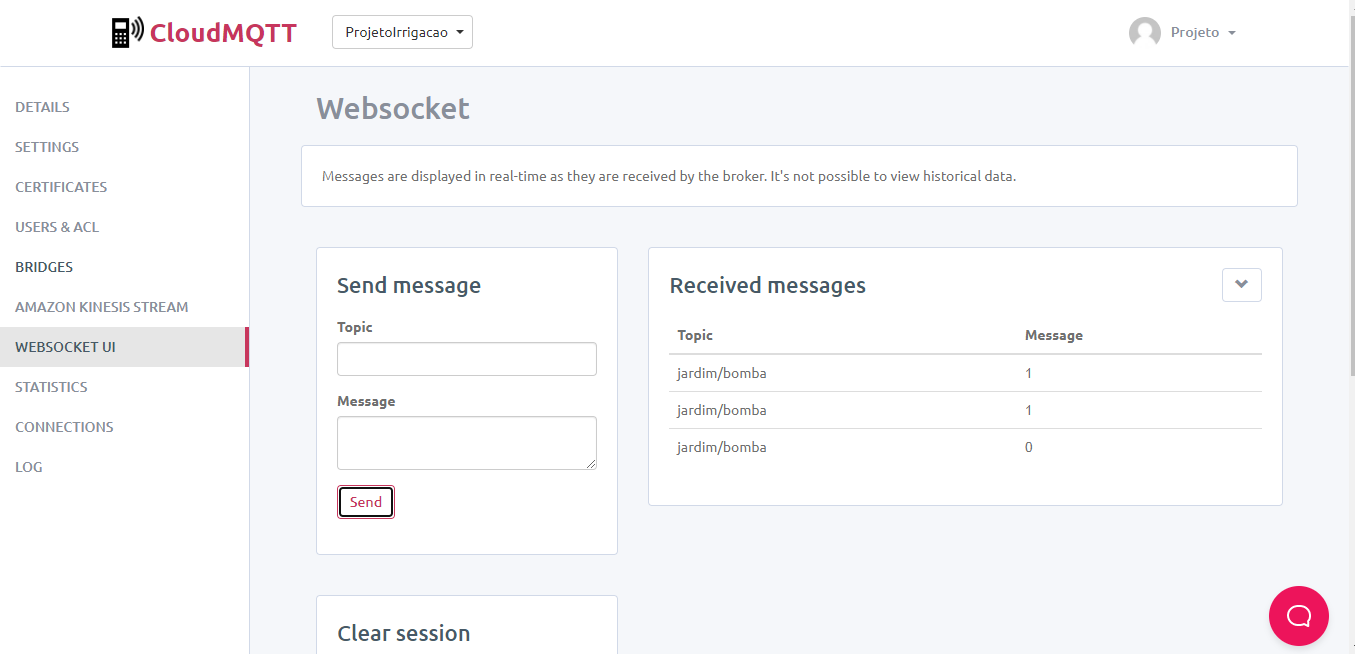 CloudMQTT
ProjetoIrrigacao
Projeto
DETAILS
SETTINGS
CERTIFICATES
USERS & ACL
BRIDGES
AMAZON KINESIS STREAM
WEBSOCKET UI
STATISTICS
CONNECTIONS
LOG
Websocket
Messages are displayed in real-time as they are received by the broker. It's not possible to view historical data.
Send message
Topic
Message
Send
Received messages
Topic Message
jardim/bomba 1
jardim/bomba 1
jardim/bomba 0
Clear session